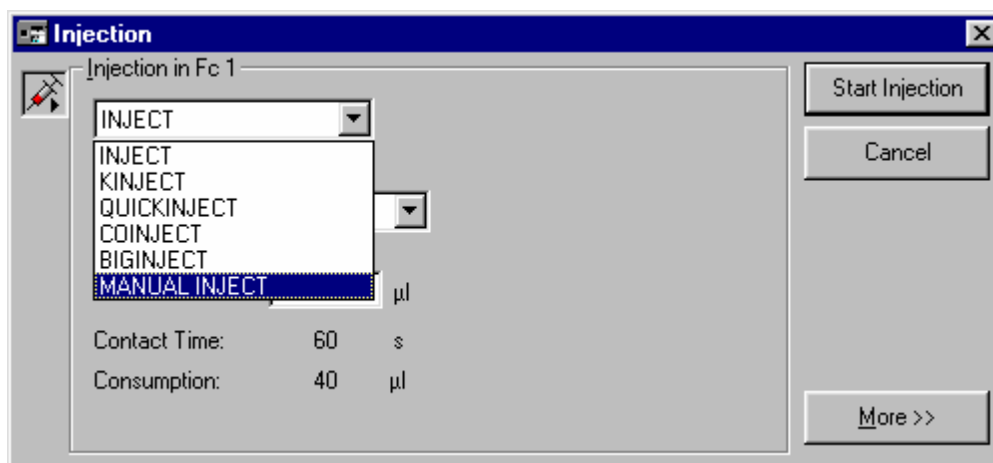 Injection
Injection in Fc 1
INJECT
INJECT
KINJECT
QUICKINJECT
COINJECT
BIGINJECT
MANUAL INJECT
µl
Contact Time: 60 s
Consumption: 40 µl
Start Injection
Cancel
More >>